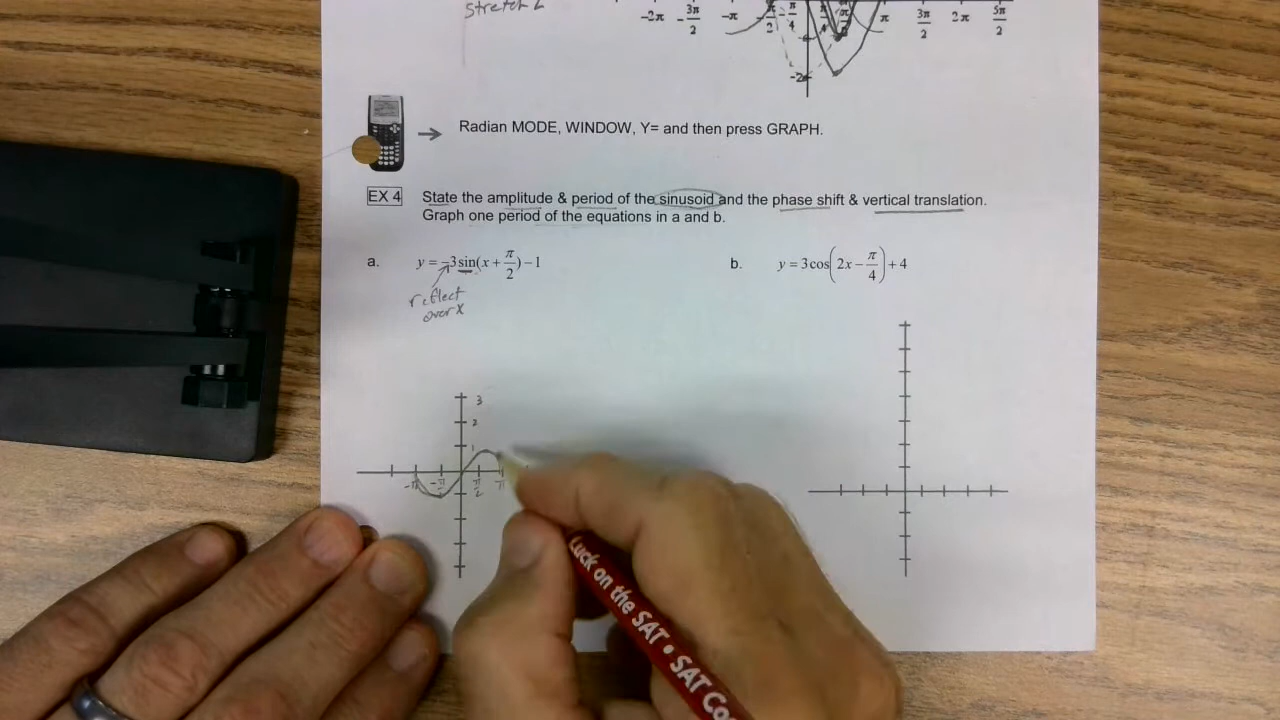 stretch 2
-2π -3π/2 -π -π/4 π 3π/2 2π 5π/2
-2
Radian MODE, WINDOW, Y= and then press GRAPH.
EX 4 State the amplitude & period of the sinusoid and the phase shift & vertical translation.
Graph one period of the equations in a and b.
a. y = -3sin(x + π/2) - 1
b. y = 3cos(2x - π/4) + 4
reflect
over x
3
2
1
-π -π/2 π/2 π
Luck on the SAT • SAT Co